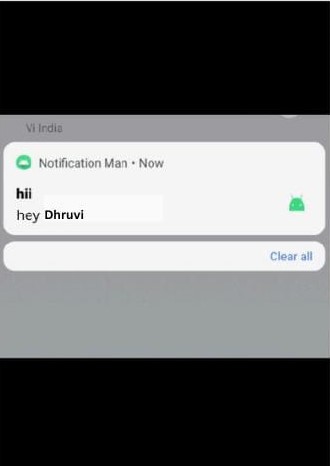 Vi India
Notification Man • Now
hii
hey Dhruvi
Clear all